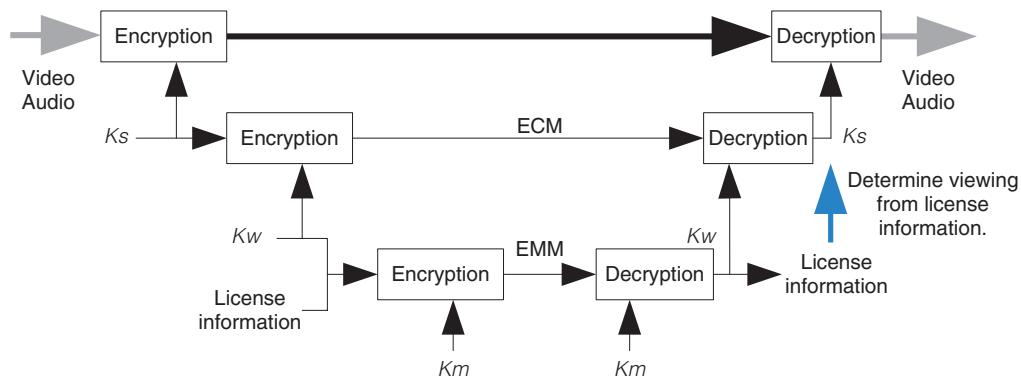 Encryption
Decryption
Video
Audio
Video
Audio
Ks
Encryption
ECM
Decryption
Ks
Determine viewing
from license
information.
Kw
EMM
Kw
Encryption
Decryption
License
information
License
information
Km
Km